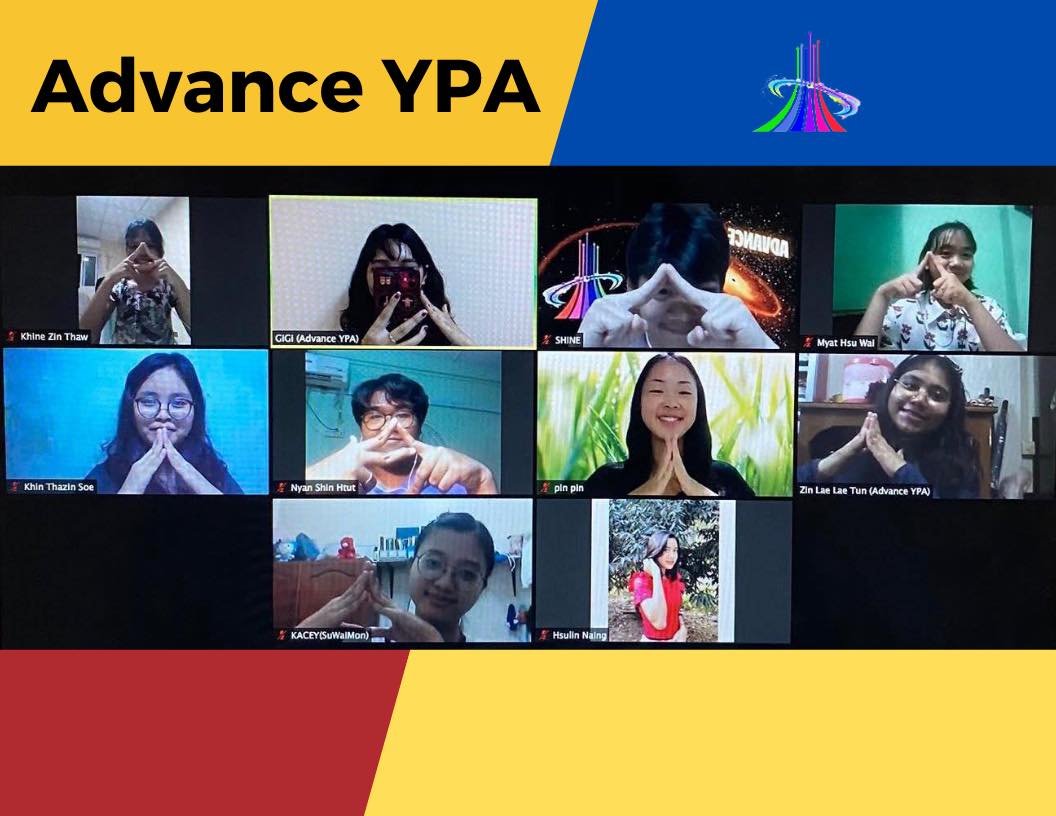 Advance YPA
Khine Zin Thaw
GIGI (Advance YPA)
SHINE
ADVANCE
Myat Hsu Wai
Khin Thazin Soe
Nyan Shin Htut
pin pin
Zin Lae Lae Tun (Advance YPA)
KACEY(SuWaiMon)
Hsulin Naing